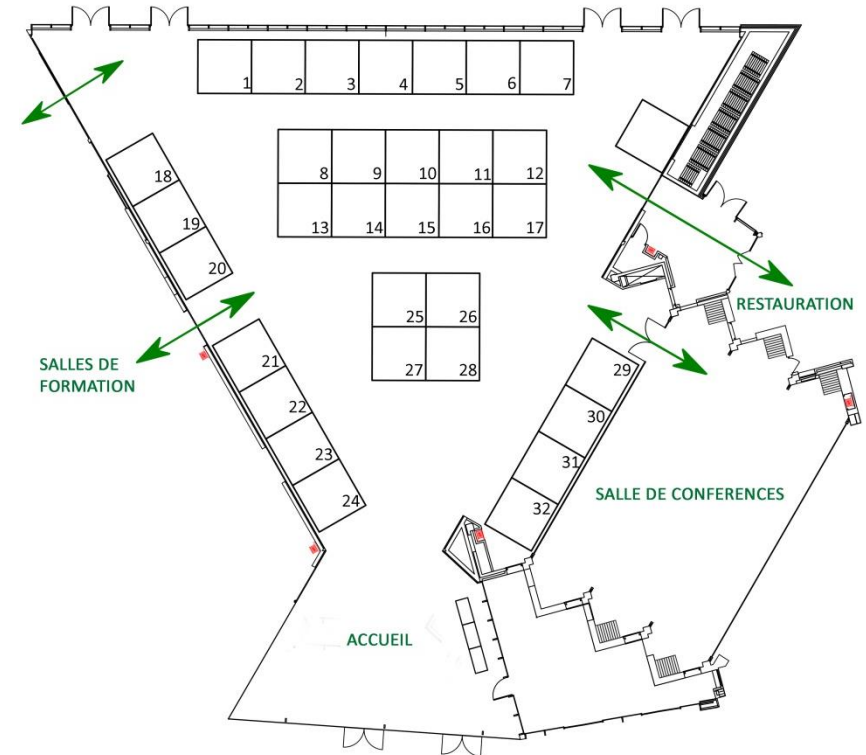 1 2 3 4 5 6 7
8 9 10 11 12
13 14 15 16 17
18
19
20
25 26
27 28
21
22
23
24
29
30
31
32
SALLES DE
FORMATION
RESTAURATION
SALLE DE CONFERENCES
ACCUEIL